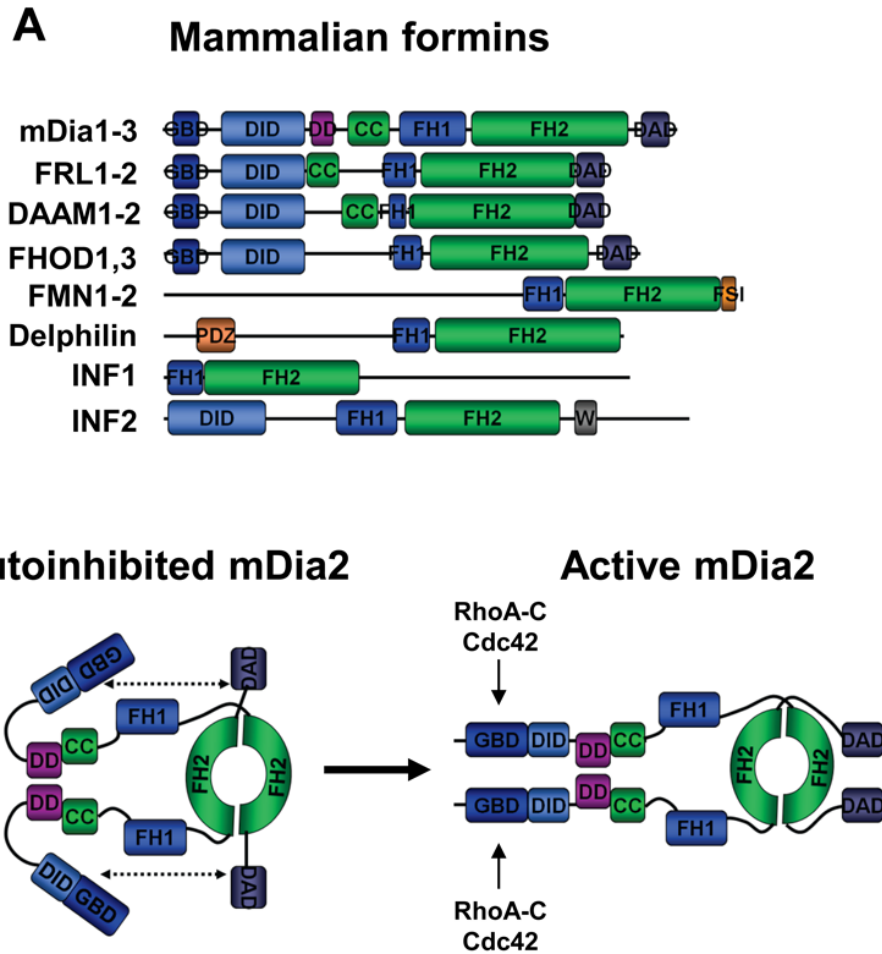 A
Mammalian formins
mDia1-3 GBD DID DD CC FH1 FH2 DAD
FRL1-2 GBD DID CC FH1 FH2 DAD
DAAM1-2 GBD DID CC FH1 FH2 DAD
FHOD1,3 GBD DID FH1 FH2 DAD
FMN1-2 FH1 FH2 FSI
Delphilin PDZ FH1 FH2
INF1 FH1 FH2
INF2 DID FH1 FH2 W
utoinhibited mDia2
GBD
DID
DAD
FH1
CC
DD
FH2
FH2
DD
CC
FH1
DID
GBD
DAD
Active mDia2
RhoA-C
Cdc42
FH1
GBD DID DD CC
DAD
FH2
FH2
GBD DID DD CC
DAD
FH1
RhoA-C
Cdc42